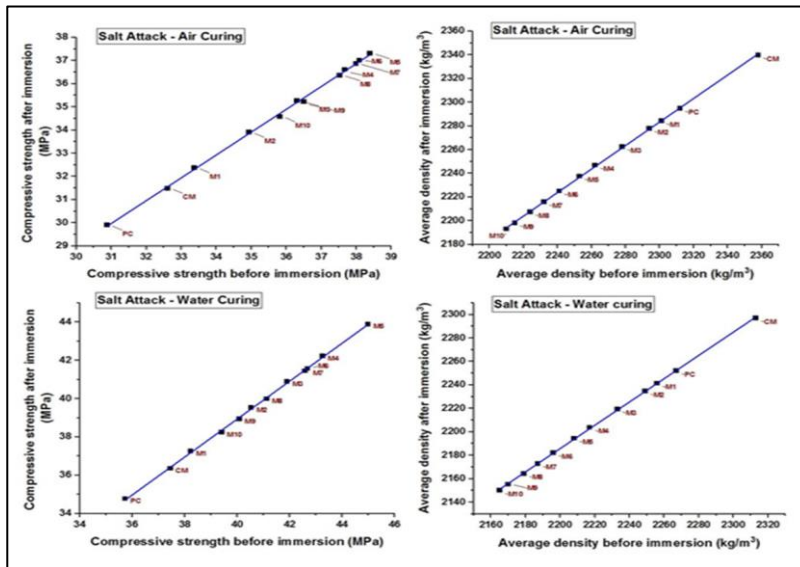 Salt Attack - Air Curing
Compressive strength after immersion
(MPa)
37
36
35
34
33
32
31
30
29
30 31 32 33 34 35 36 37 38 39
Compressive strength before immersion (MPa)
PC
CM
M1
M2
M10
M9
M8
M4
M7
M6
Salt Attack - Air Curing
Average density after immersion (kg/m³)
2360
2340
2320
2300
2280
2260
2240
2220
2200
2180
2200 2220 2240 2260 2280 2300 2320 2340 2360
Average density before immersion (kg/m³)
CM
PC
M1
M2
M3
M4
M5
M6
M7
M8
M9
M10
Salt Attack - Water Curing
Compressive strength after immersion
(MPa)
44
42
40
38
36
34
34 36 38 40 42 44 46
Compressive strength before immersion (MPa)
M5
M4
M6
M7
M3
M8
M2
M9
M10
M1
CM
PC
Salt Attack - Water curing
Average density after immersion (kg/m³)
2300
2280
2260
2240
2220
2200
2180
2160
2140
2160 2180 2200 2220 2240 2260 2280 2300 2320
Average density before immersion (kg/m³)
CM
PC
M1
M2
M3
M4
M5
M6
M7
M8
M9
M10